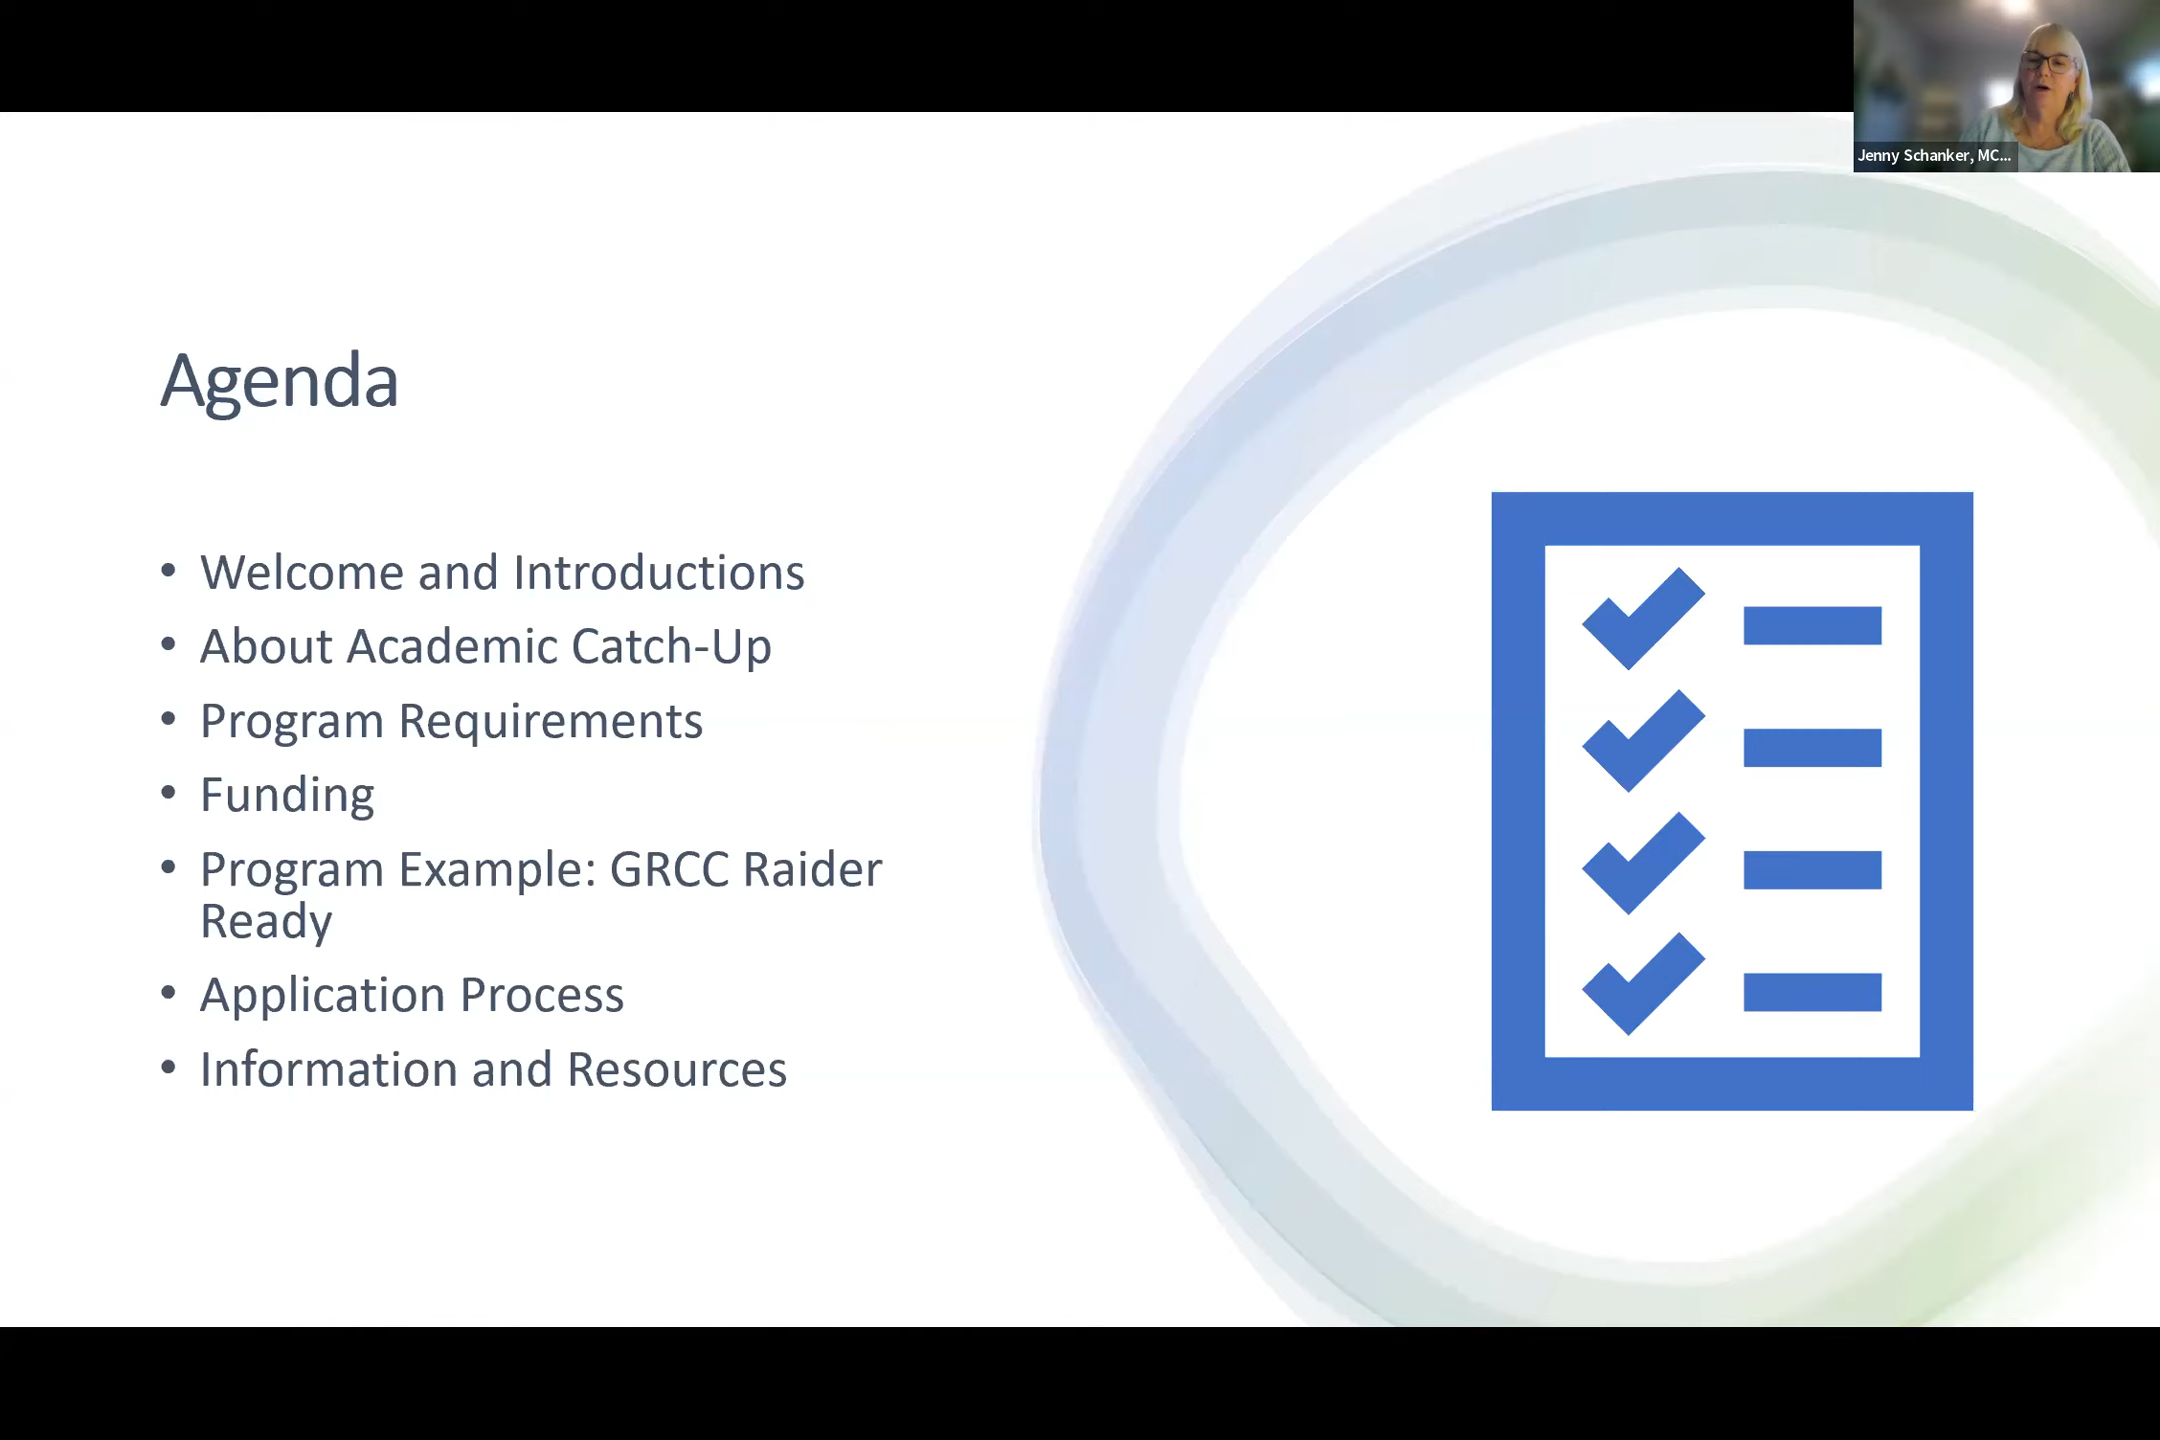 Jenny Schanker, MC...
Agenda
• Welcome and Introductions
• About Academic Catch-Up
• Program Requirements
• Funding
• Program Example: GRCC Raider
Ready
• Application Process
• Information and Resources